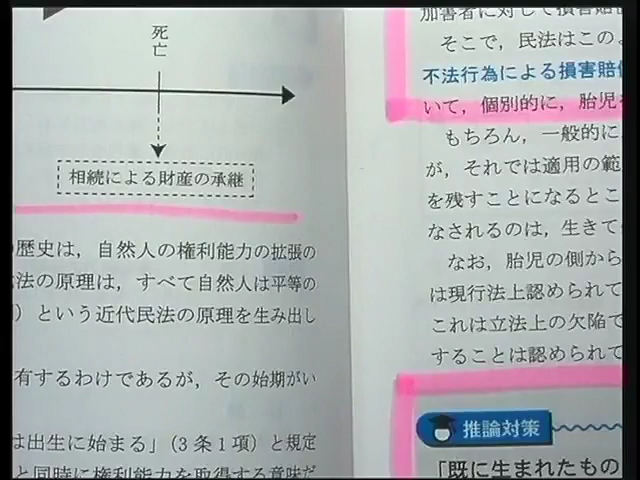 死亡
相続による財産の承継
歴史は，自然人の権利能力の拡張の
法の原理は，すべて自然人は平等の
）という近代民法の原理を生み出し
有するわけであるが，その始期がい
は出生に始まる」（3条1項）と規定
と同時に権利能力を取得する意味だ
加害者に対して損害賠
そこで，民法はこの
不法行為による損害賠償
いて，個別的に，胎児
もちろん，一般的に
が，それでは適用の範
を残すことになるとこ
なされるのは，生きて
なお，胎児の側から
は現行法上認められて
これは立法上の欠陥で
することは認められて
推論対策
「既に生まれたもの